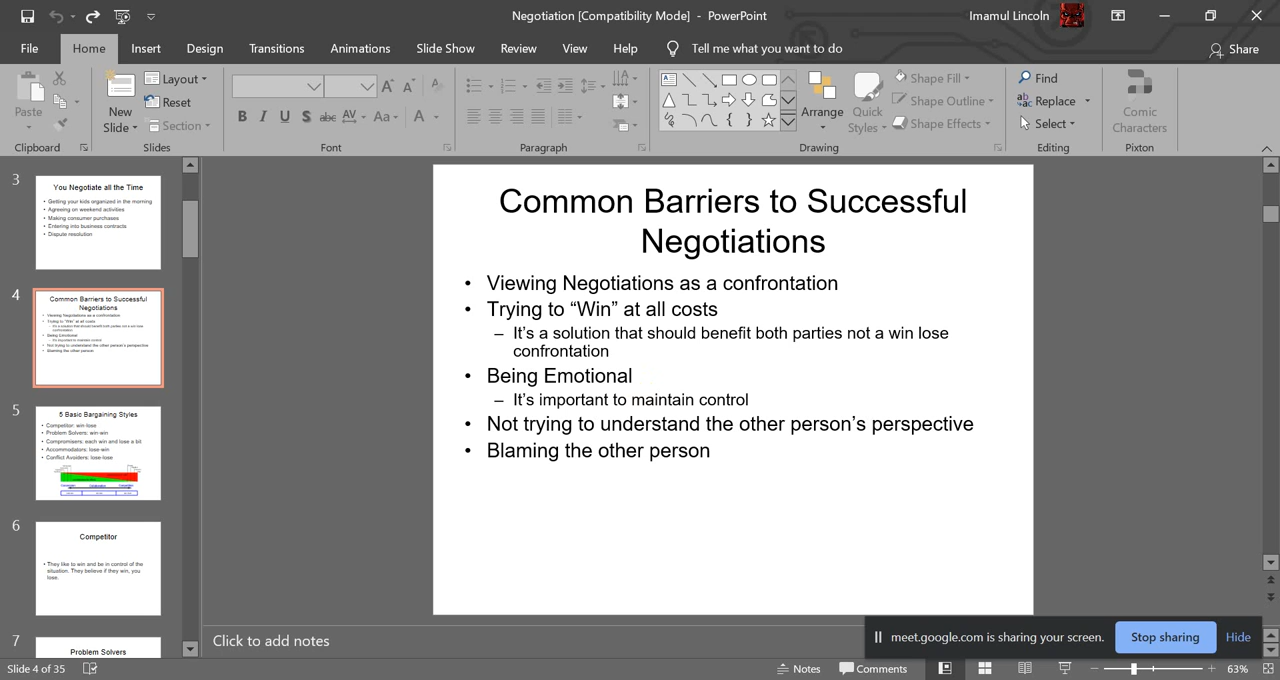 Negotiation [Compatibility Mode] - PowerPoint
Imamul Lincoln
File Home Insert Design Transitions Animations Slide Show Review View Help Tell me what you want to do Share
Paste
New Slide
Layout
Reset
Section
Find
Replace
Select
Arrange
Quick Styles
Shape Fill
Shape Outline
Shape Effects
Comic Characters
Clipboard Slides Font Paragraph Drawing Editing Pixton
3
You Negotiate all the Time
• Getting your kids organized in the morning
• Agreeing on weekend activities
• Making consumer purchases
• Entering into business contracts
• Dispute resolution
4
Common Barriers to Successful
Negotiations
• Viewing Negotiations as a confrontation
• Trying to "Win" at all costs
– It's a solution that should benefit both parties not a win lose
confrontation
• Being Emotional
– It's important to maintain control
• Not trying to understand the other person's perspective
• Blaming the other person
5
5 Basic Bargaining Styles
• Competitor: win-lose
• Problem Solvers: win-win
• Compromisers: each win and lose a bit
• Accommodators: lose-win
• Conflict Avoiders: lose-lose
6
Competitor
• They like to win and be in control of the
situation. They believe if they win, you
lose.
7
Problem Solvers
Common Barriers to Successful
Negotiations
• Viewing Negotiations as a confrontation
• Trying to “Win” at all costs
– It’s a solution that should benefit both parties not a win lose
confrontation
• Being Emotional
– It’s important to maintain control
• Not trying to understand the other person’s perspective
• Blaming the other person
Click to add notes
meet.google.com is sharing your screen. Stop sharing Hide
Slide 4 of 35 Notes Comments 63%